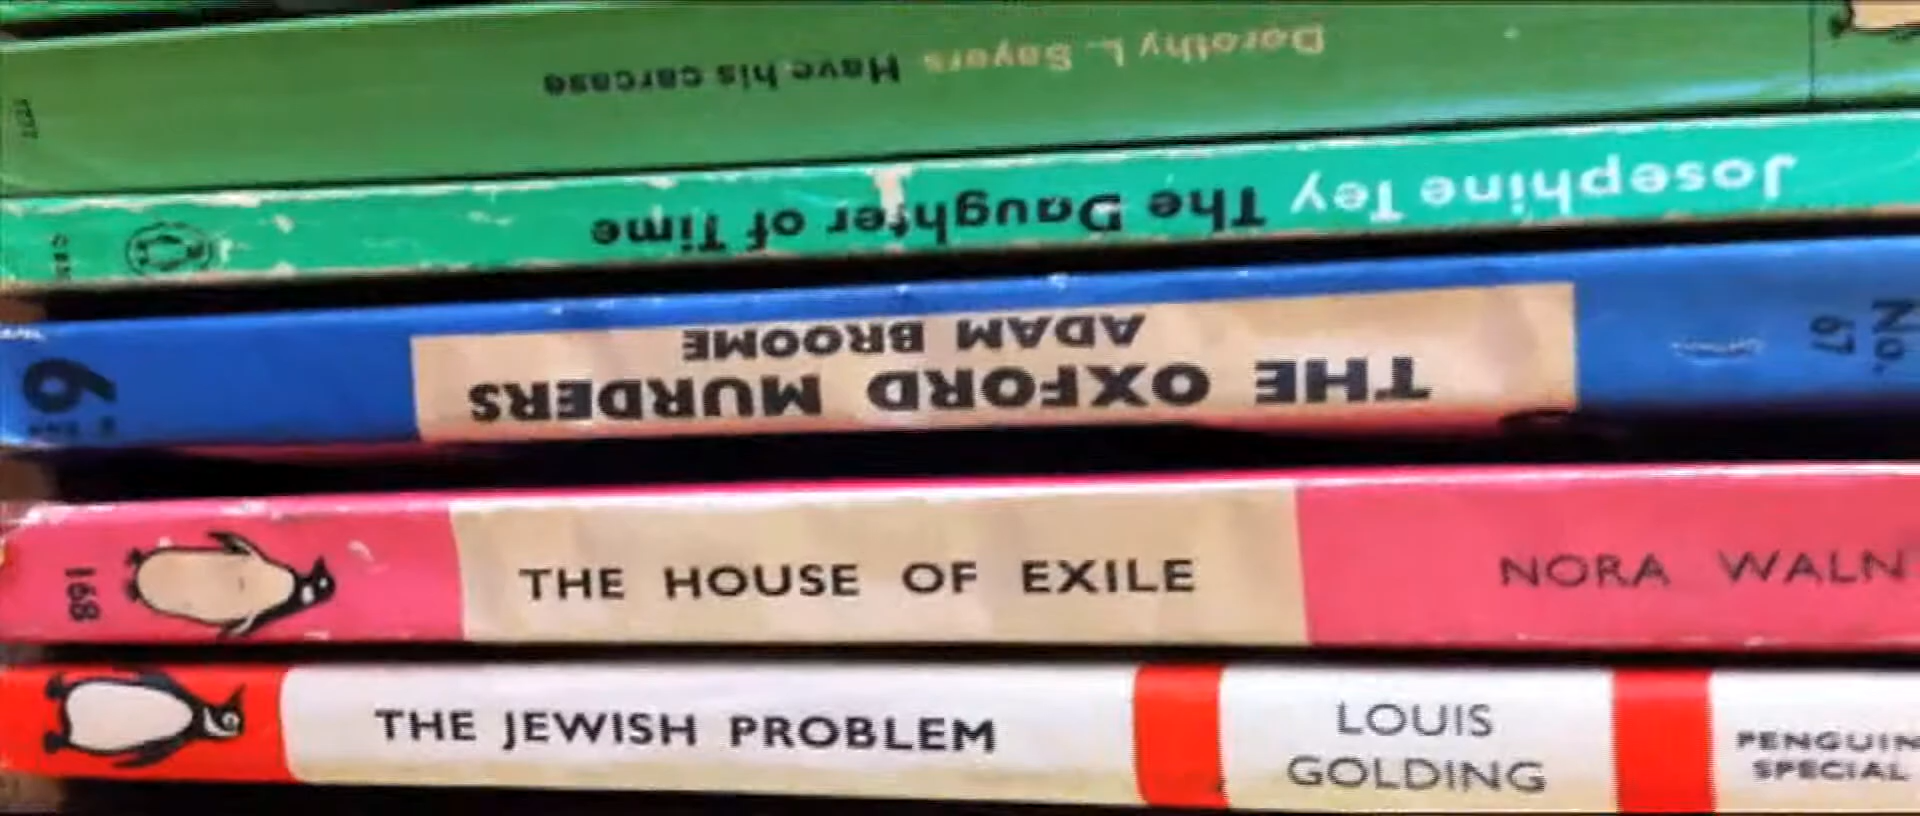 Dorothy L. Sayers Have his carcase
Josephine Tey The Daughter of Time
No.
67
THE OXFORD MURDERS
ADAM BROOME
6
168
THE HOUSE OF EXILE
NORA WALN
THE JEWISH PROBLEM
LOUIS
GOLDING
PENGUIN
SPECIAL